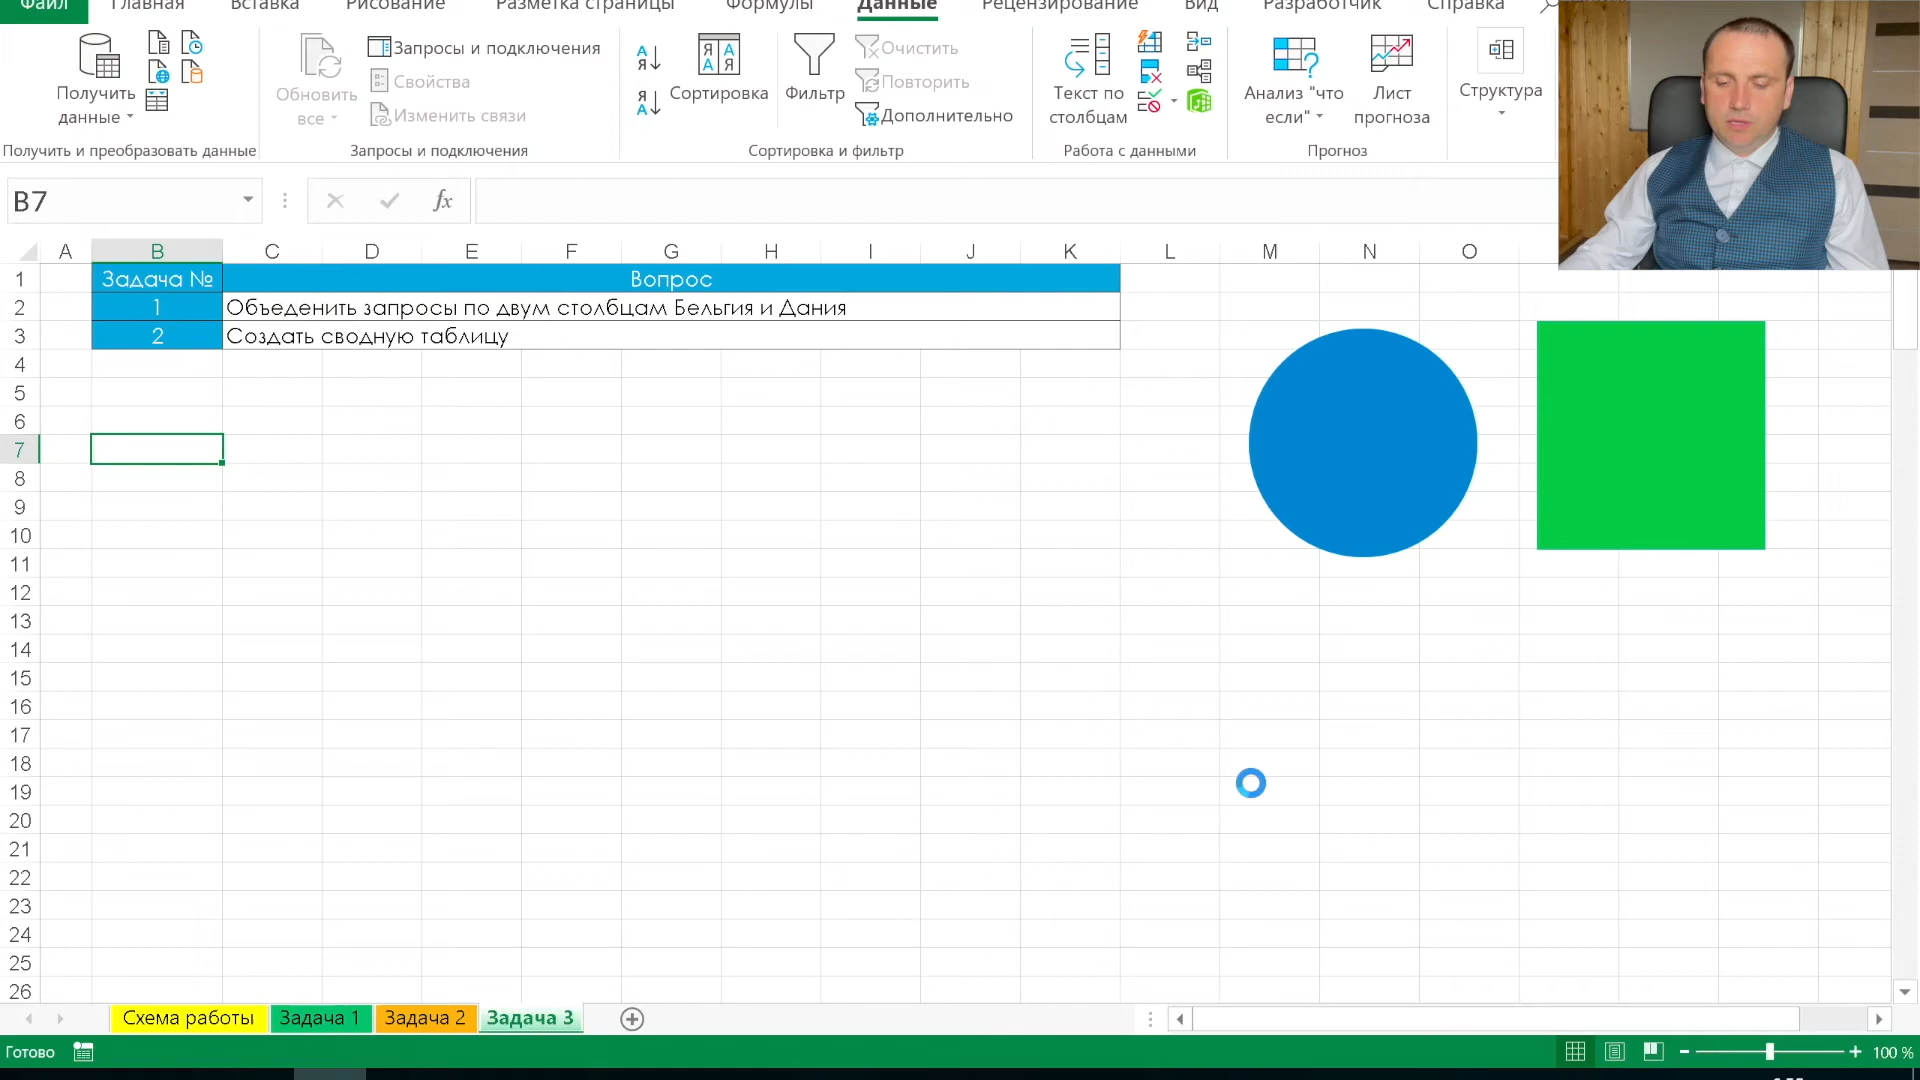 Файл Главная Вставка Рисование Разметка страницы Формулы Данные Рецензирование Вид Разработчик Справка
Получить данные
Обновить все
Запросы и подключения
Свойства
Изменить связи
А
Я
Я
А
Я А
А Я
Сортировка
Фильтр
Очистить
Повторить
Дополнительно
Текст по столбцам
Анализ "что если"
Лист прогноза
Структура
Получить и преобразовать данные Запросы и подключения Сортировка и фильтр Работа с данными Прогноз
B7 fx
A B C D E F G H I J K L M N O
1 Задача № Вопрос
2 1 Объеденить запросы по двум столбцам Бельгия и Дания
3 2 Создать сводную таблицу
4
5
6
7
8
9
10
11
12
13
14
15
16
17
18
19
20
21
22
23
24
25
26
Схема работы Задача 1 Задача 2 Задача 3
Готово 100 %